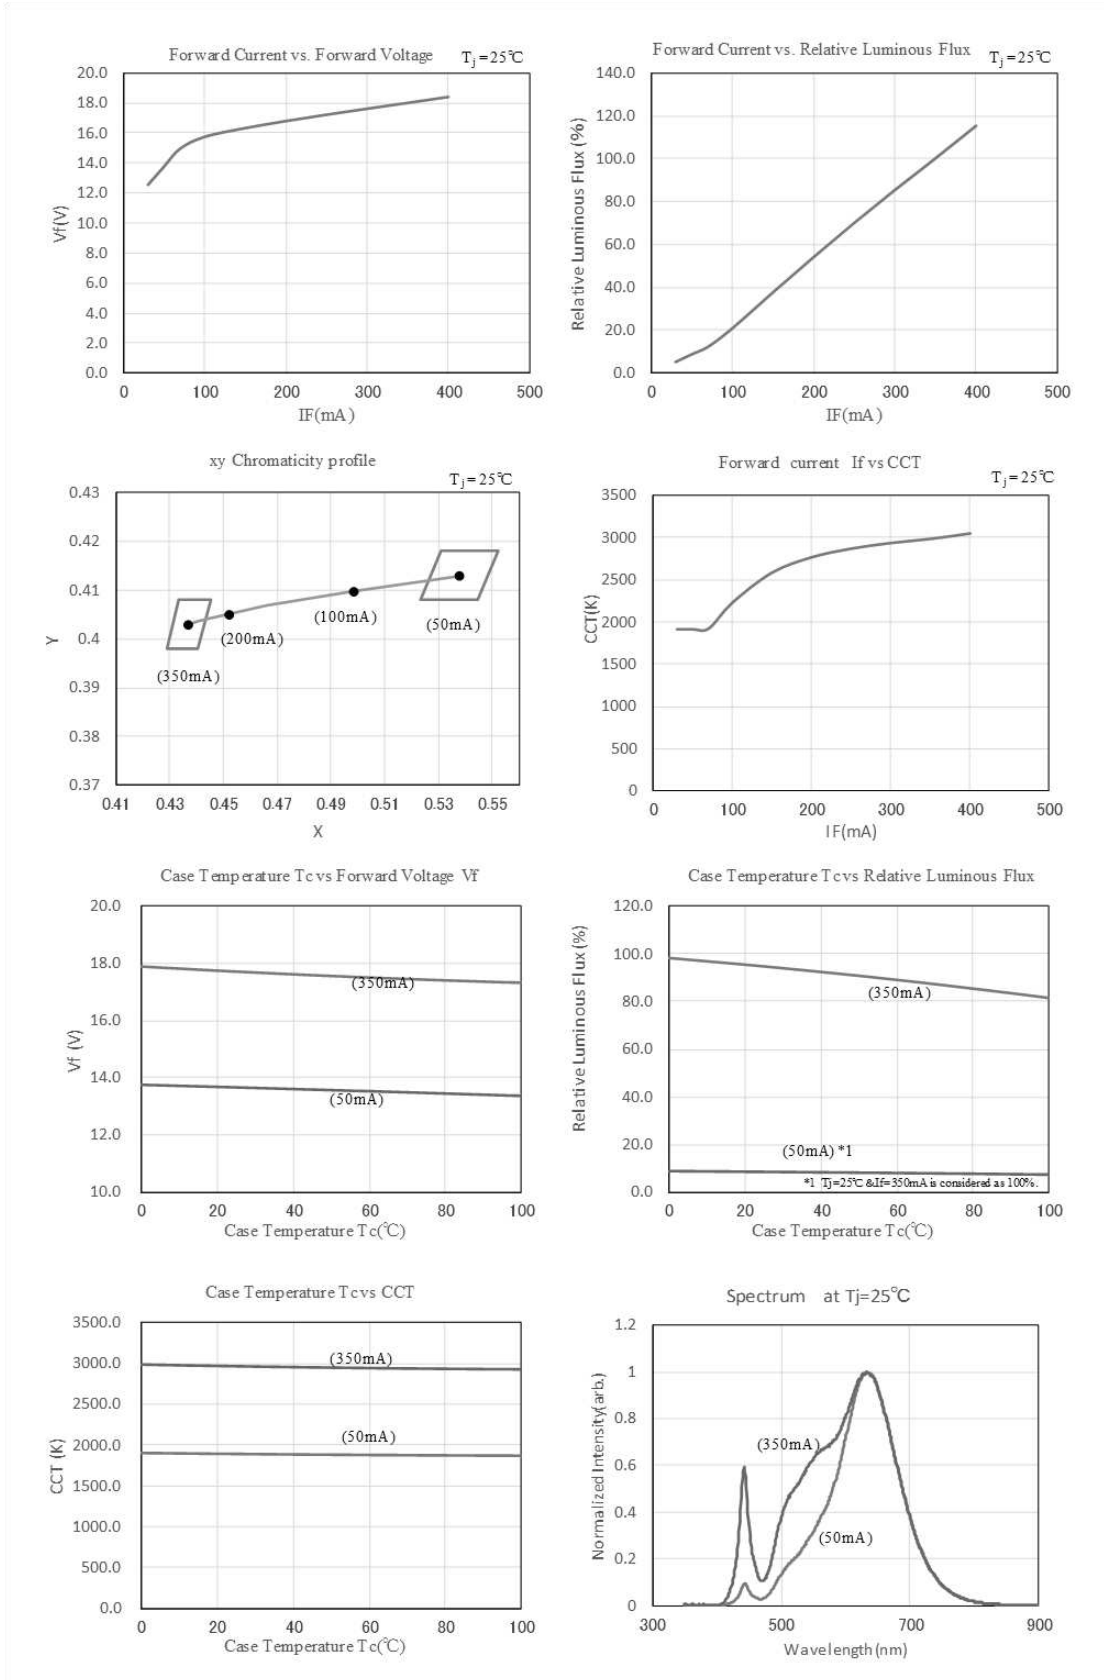 Forward Current vs. Forward Voltage
Tj=25℃
20.0
18.0
16.0
14.0
12.0
10.0
8.0
6.0
4.0
2.0
0.0
Vf(V)
0 100 200 300 400 500
IF(mA)
Forward Current vs. Relative Luminous Flux
Tj=25℃
140.0
120.0
100.0
80.0
60.0
40.0
20.0
0.0
Relative Luminous Flux (%)
0 100 200 300 400 500
IF(mA)
xy Chromaticity profile
Tj=25℃
0.43
0.42
0.41
0.4
0.39
0.38
0.37
Y
(350mA)
(200mA)
(100mA)
(50mA)
0.41 0.43 0.45 0.47 0.49 0.51 0.53 0.55
X
Forward current If vs CCT
Tj=25℃
3500
3000
2500
2000
1500
1000
500
0
CCT(K)
0 100 200 300 400 500
IF(mA)
Case Temperature Tc vs Forward Voltage Vf
20.0
18.0
16.0
14.0
12.0
10.0
Vf (V)
(350mA)
(50mA)
0 20 40 60 80 100
Case Temperature Tc(℃)
Case Temperature Tc vs Relative Luminous Flux
120.0
100.0
80.0
60.0
40.0
20.0
0.0
Relative Luminous Flux (%)
(350mA)
(50mA) *1
*1 Tj=25℃ &If=350mA is considered as 100%.
0 20 40 60 80 100
Case Temperature Tc(℃)
Case Temperature Tc vs CCT
3500.0
3000.0
2500.0
2000.0
1500.0
1000.0
500.0
0.0
CCT (K)
(350mA)
(50mA)
0 20 40 60 80 100
Case Temperature Tc(℃)
Spectrum at Tj=25℃
1.2
1
0.8
0.6
0.4
0.2
0
Normalized Intensity(arb.)
(350mA)
(50mA)
300 500 700 900
Wavelength(nm)